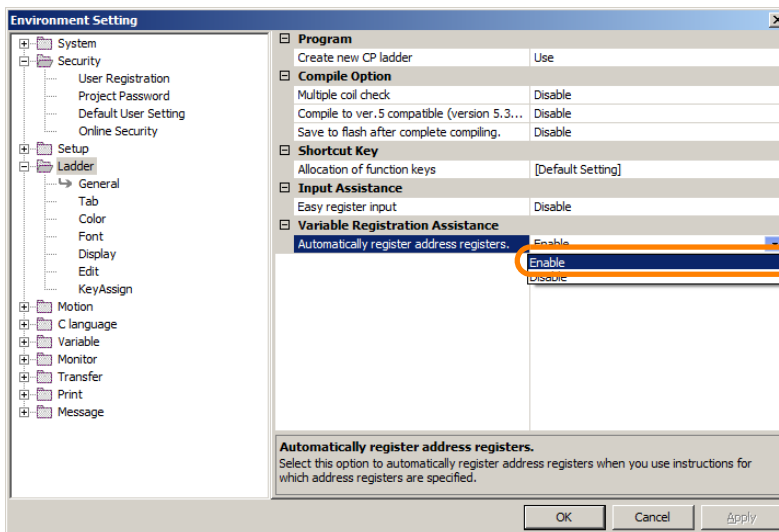 Environment Setting
System
Security
User Registration
Project Password
Default User Setting
Online Security
Setup
Ladder
General
Tab
Color
Font
Display
Edit
KeyAssign
Motion
C language
Variable
Monitor
Transfer
Print
Message
Program
Create new CP ladder Use
Compile Option
Multiple coil check Disable
Compile to ver.5 compatible (version 5.3... Disable
Save to flash after complete compiling. Disable
Shortcut Key
Allocation of function keys [Default Setting]
Input Assistance
Easy register input Disable
Variable Registration Assistance
Automatically register address registers. Enable
Enable
Disable
Automatically register address registers.
Select this option to automatically register address registers when you use instructions for
which address registers are specified.
OK Cancel Apply